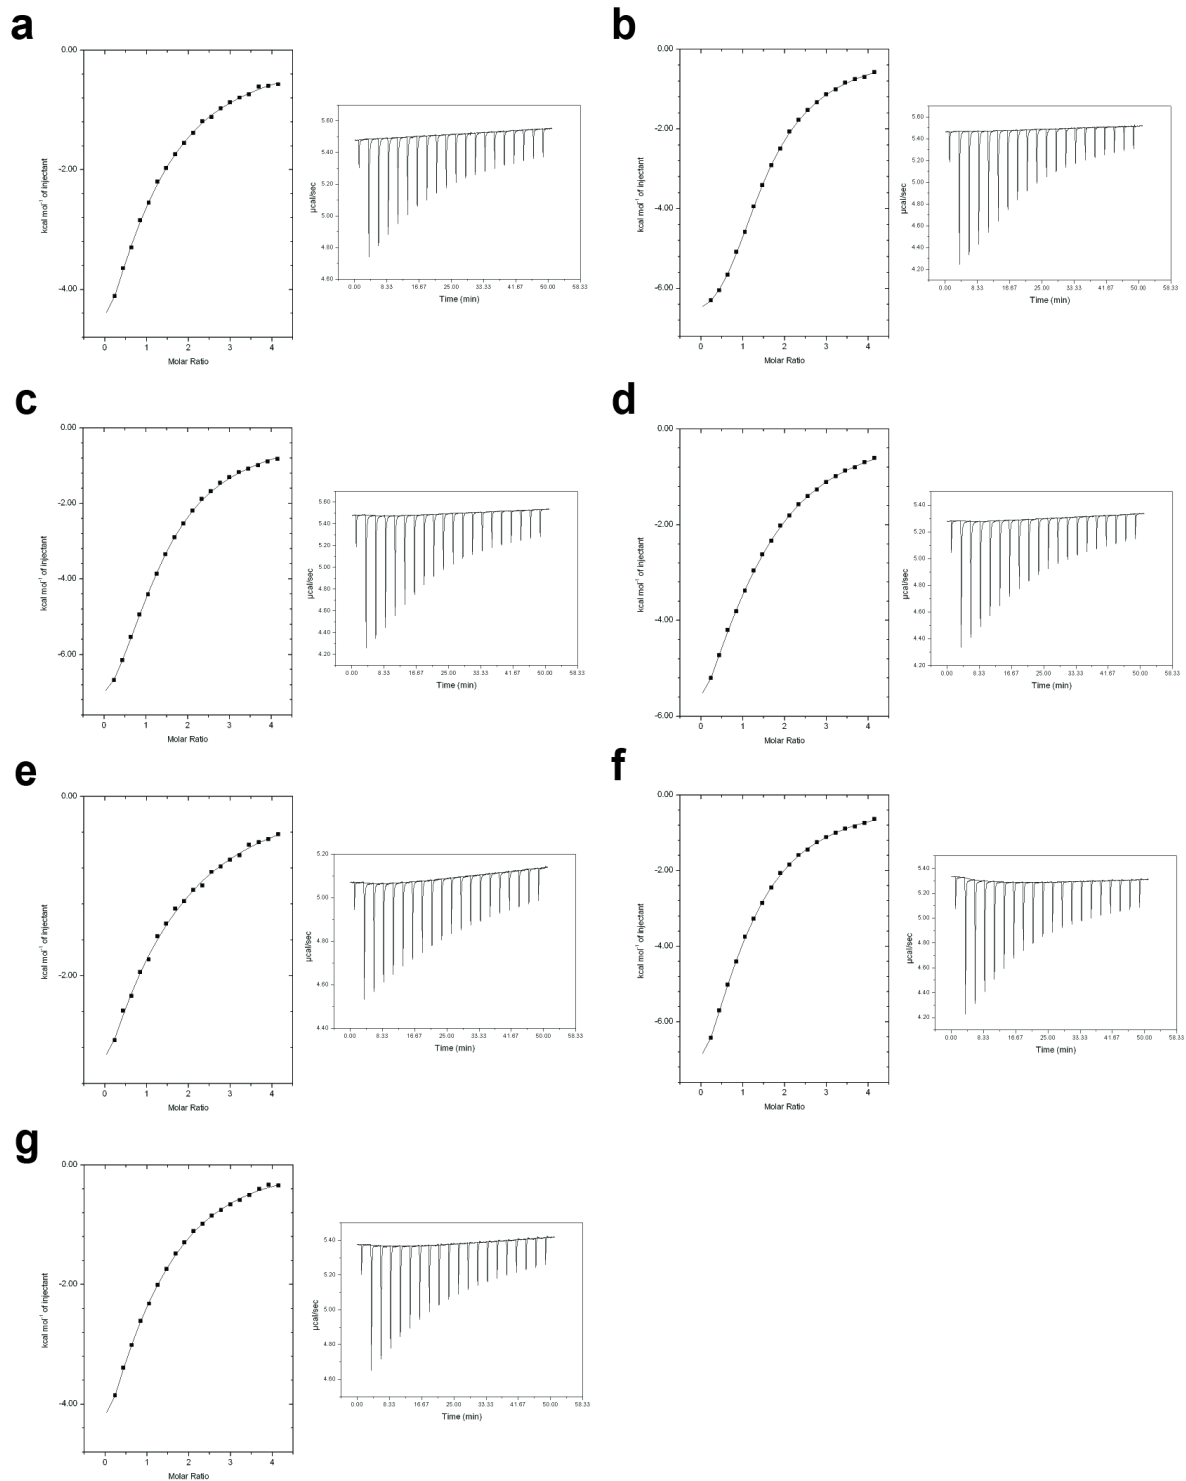 a
0.00
-2.00
-4.00
kcal mol⁻¹ of injectant
0 1 2 3 4
Molar Ratio
5.60
5.40
5.20
5.00
4.80
4.60
µcal/sec
0.00 8.33 16.67 25.00 33.33 41.67 50.00 58.33
Time (min)
b
0.00
-2.00
-4.00
-6.00
kcal mol⁻¹ of injectant
0 1 2 3 4
Molar Ratio
5.60
5.40
5.20
5.00
4.80
4.60
4.40
4.20
µcal/sec
0.00 8.33 16.67 25.00 33.33 41.67 50.00 58.33
Time (min)
c
0.00
-2.00
-4.00
-6.00
kcal mol⁻¹ of injectant
0 1 2 3 4
Molar Ratio
5.60
5.40
5.20
5.00
4.80
4.60
4.40
4.20
µcal/sec
0.00 8.33 16.67 25.00 33.33 41.67 50.00 58.33
Time (min)
d
0.00
-2.00
-4.00
-6.00
kcal mol⁻¹ of injectant
0 1 2 3 4
Molar Ratio
5.40
5.20
5.00
4.80
4.60
4.40
4.20
µcal/sec
0.00 8.33 16.67 25.00 33.33 41.67 50.00 58.33
Time (min)
e
0.00
-2.00
kcal mol⁻¹ of injectant
0 1 2 3 4
Molar Ratio
5.20
5.00
4.80
4.60
4.40
µcal/sec
0.00 8.33 16.67 25.00 33.33 41.67 50.00 58.33
Time (min)
f
0.00
-2.00
-4.00
-6.00
kcal mol⁻¹ of injectant
0 1 2 3 4
Molar Ratio
5.40
5.20
5.00
4.80
4.60
4.40
4.20
µcal/sec
0.00 8.33 16.67 25.00 33.33 41.67 50.00 58.33
Time (min)
g
0.00
-2.00
-4.00
kcal mol⁻¹ of injectant
0 1 2 3 4
Molar Ratio
5.40
5.20
5.00
4.80
4.60
µcal/sec
0.00 8.33 16.67 25.00 33.33 41.67 50.00 58.33
Time (min)